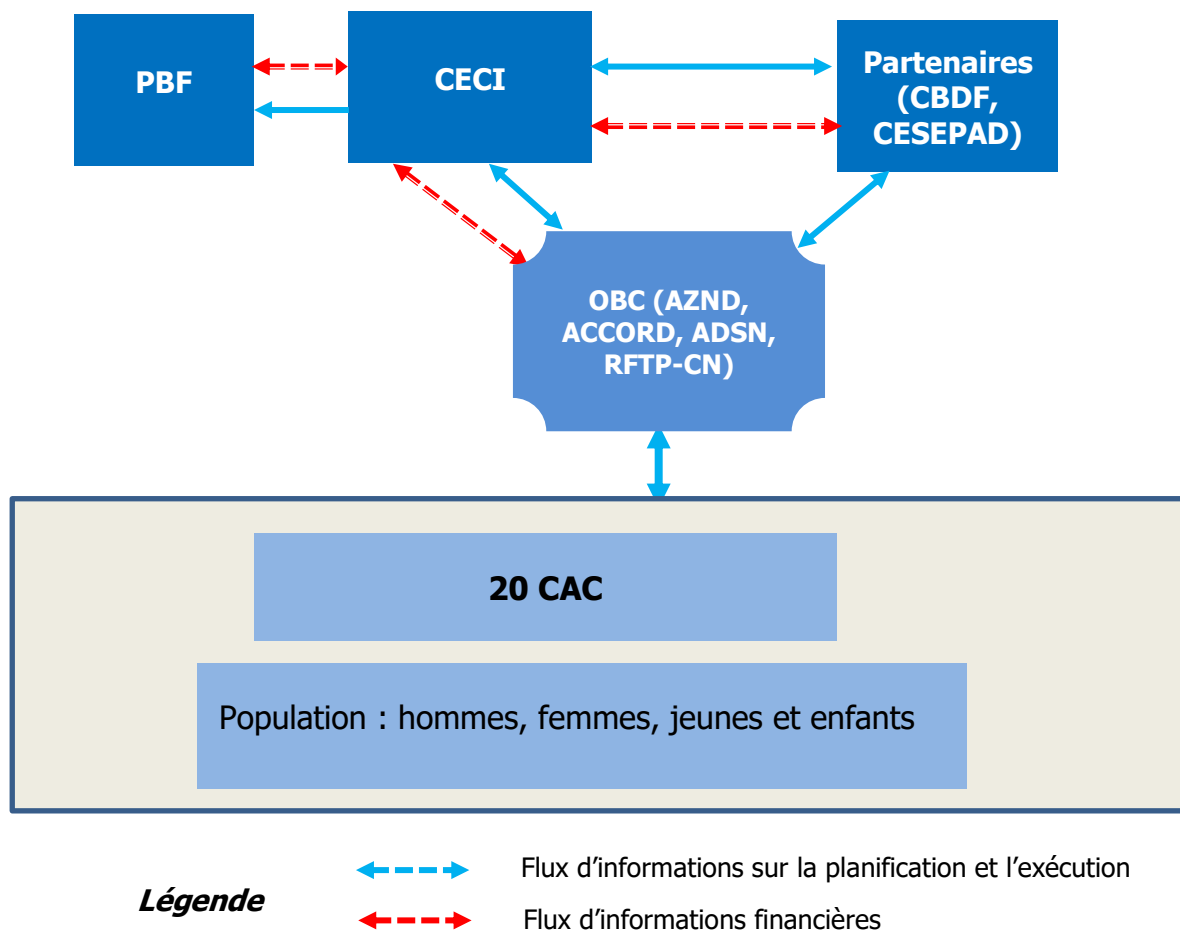 PBF
CECI
Partenaires
(CBDF,
CESEPAD)
OBC (AZND,
ACCORD, ADSN,
RFTP-CN)
20 CAC
Population : hommes, femmes, jeunes et enfants
Légende
Flux d’informations sur la planification et l’exécution
Flux d’informations financières